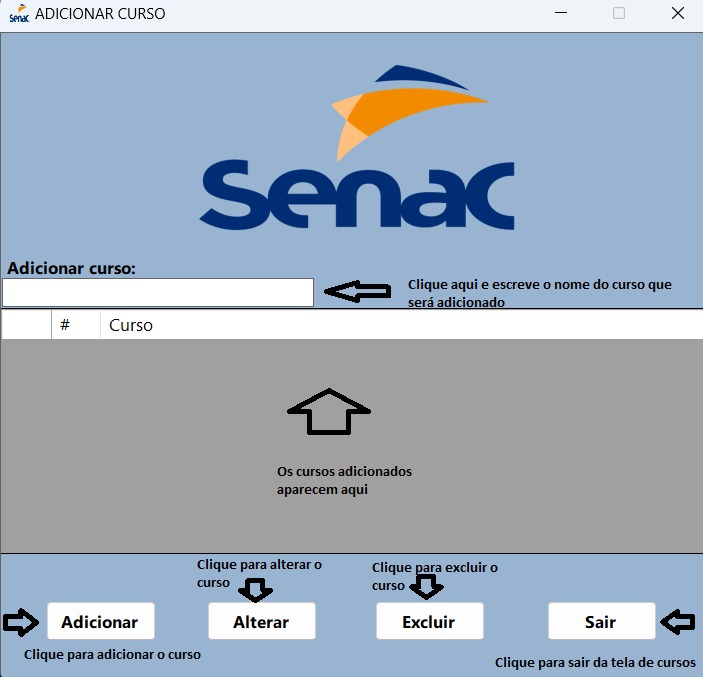 Senac ADICIONAR CURSO
Senac
Adicionar curso:
Clique aqui e escreve o nome do curso que
será adicionado
# Curso
Os cursos adicionados
aparecem aqui
Clique para alterar o
curso
Clique para excluir o
curso
Adicionar Alterar Excluir Sair
Clique para adicionar o curso
Clique para sair da tela de cursos